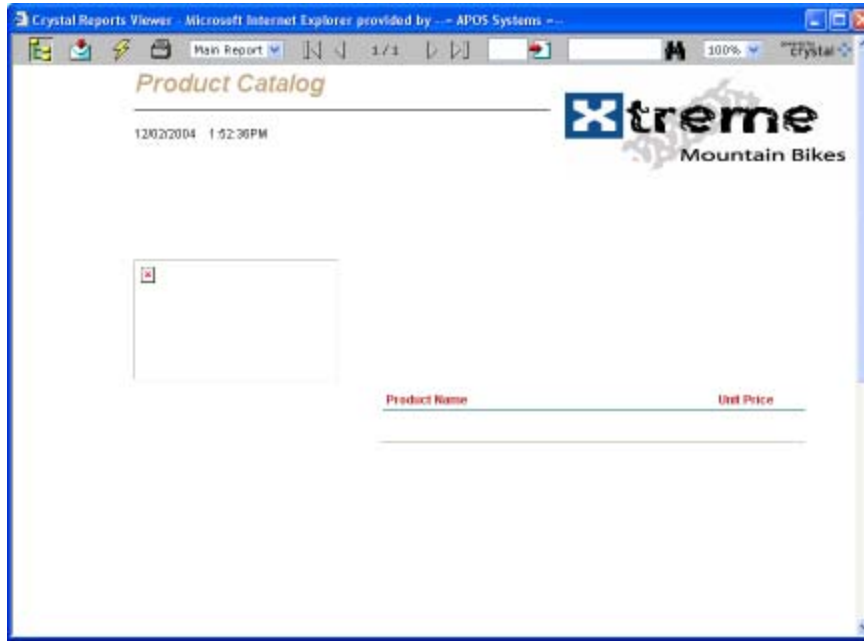 Crystal Reports Viewer - Microsoft Internet Explorer provided by --= APOS Systems =--
Main Report 1/1 100% crystal
Product Catalog
12/02/2004 1:52:36PM
Xtreme
Mountain Bikes
Product Name Unit Price